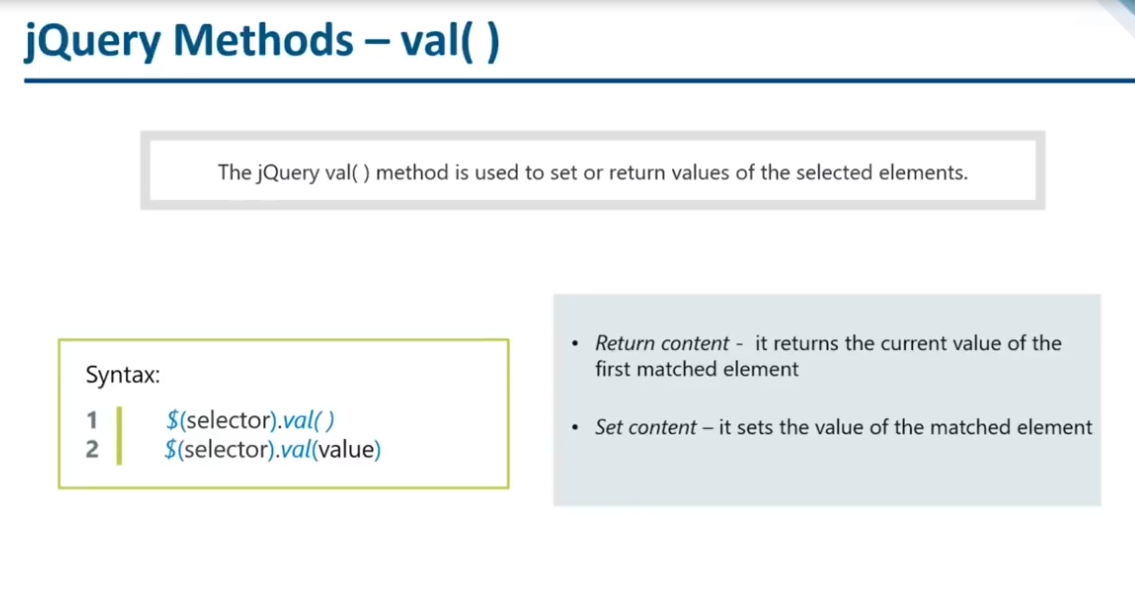 jQuery Methods – val( )
The jQuery val( ) method is used to set or return values of the selected elements.
Syntax:
1 $(selector).val( )
2 $(selector).val(value)
• Return content - it returns the current value of the
first matched element
• Set content – it sets the value of the matched element